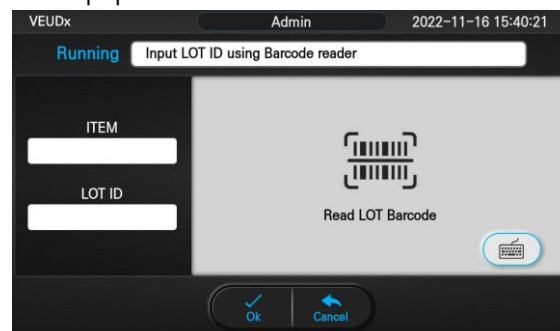 VEUDx Admin 2022-11-16 15:40:21
Running Input LOT ID using Barcode reader
ITEM
LOT ID
Read LOT Barcode
Ok Cancel